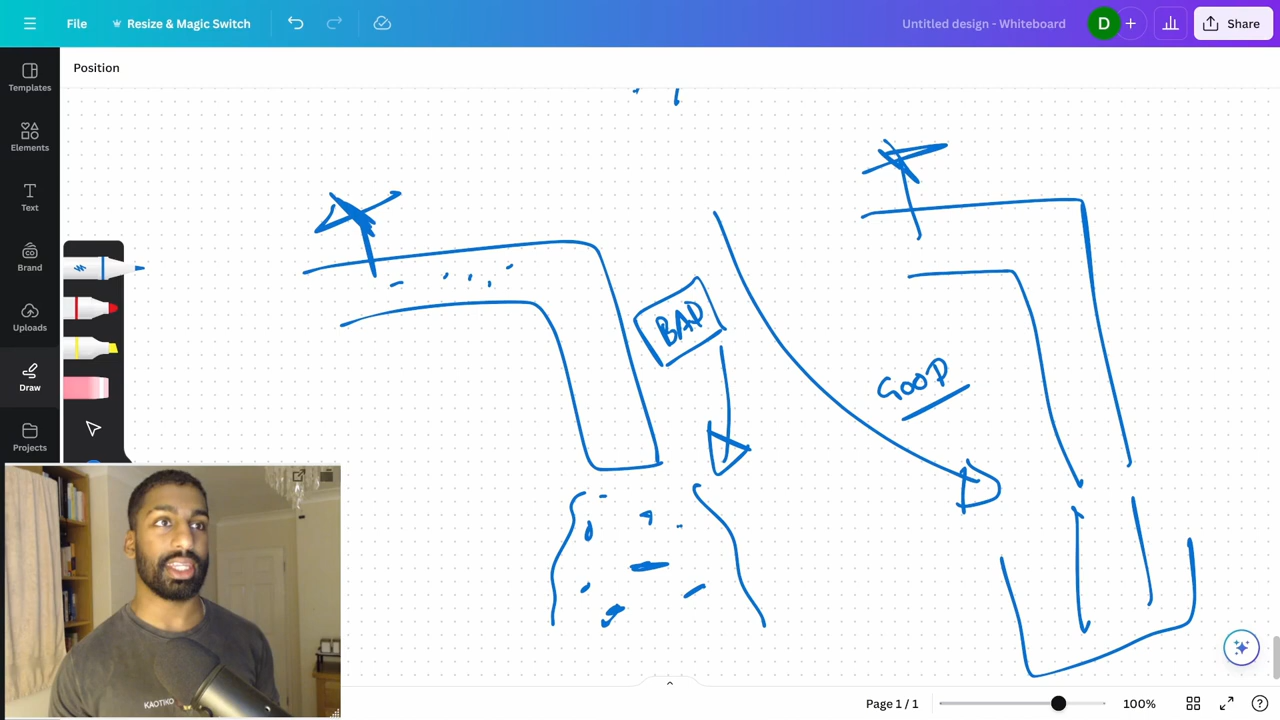 File
Resize & Magic Switch
Untitled design - Whiteboard
D
+
Share
Position
Templates
Elements
Text
Brand
Uploads
Draw
Projects
BAD
GOOD
KAOTIKO
Page 1 / 1
100%